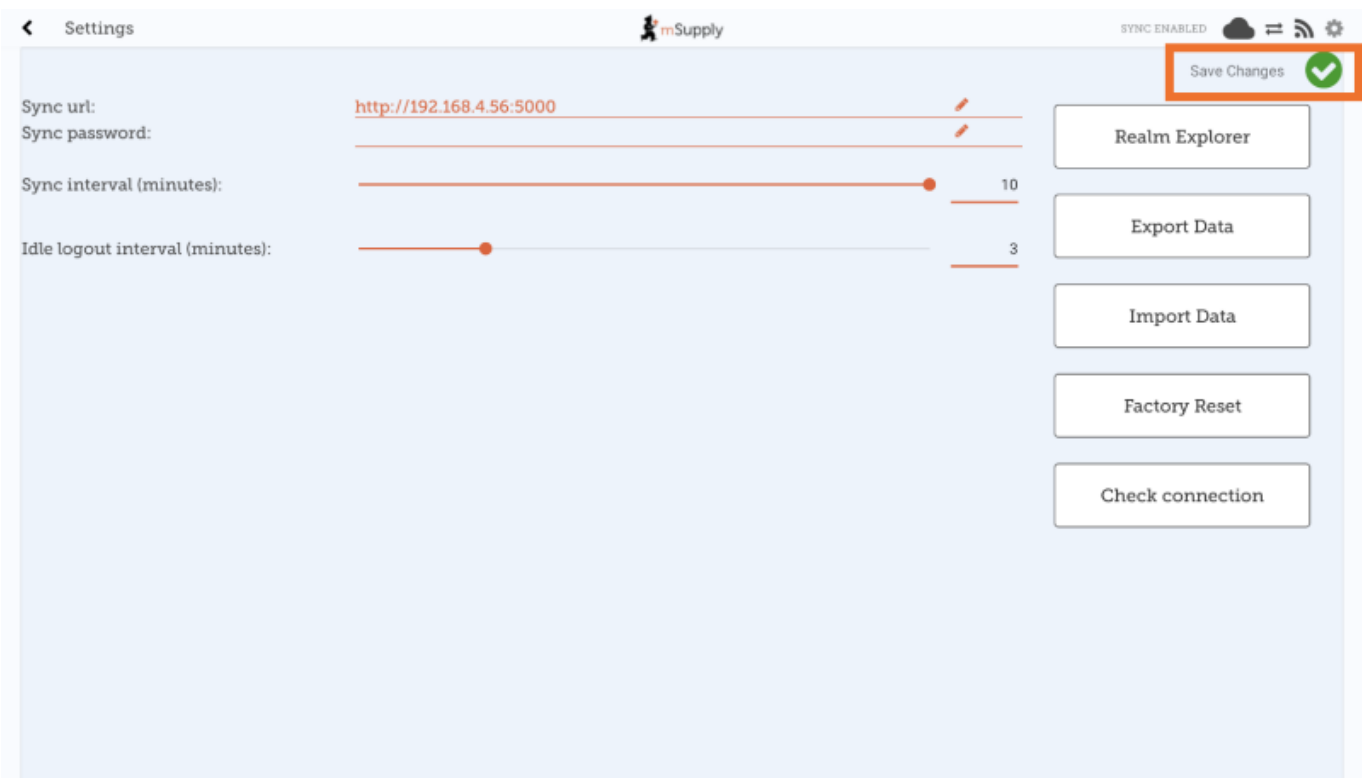 Settings
mSupply
SYNC ENABLED
Save Changes
Sync url:
http://192.168.4.56:5000
Sync password:
Sync interval (minutes):
10
Idle logout interval (minutes):
3
Realm Explorer
Export Data
Import Data
Factory Reset
Check connection